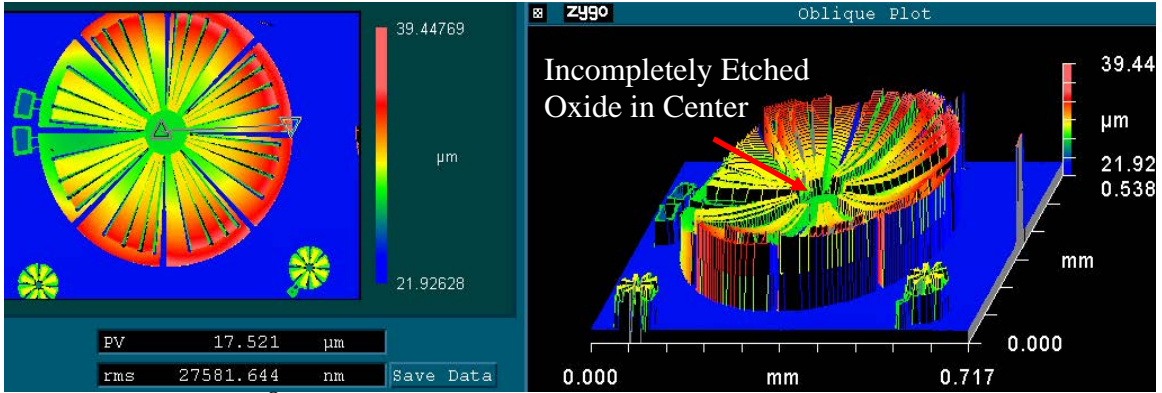 39.44769
µm
21.92628
PV 17.521 µm
rms 27581.644 nm Save Data
zygo Oblique Plot
Incompletely Etched
Oxide in Center
39.44
µm
21.92
0.538
mm
0.000
0.000 mm 0.717